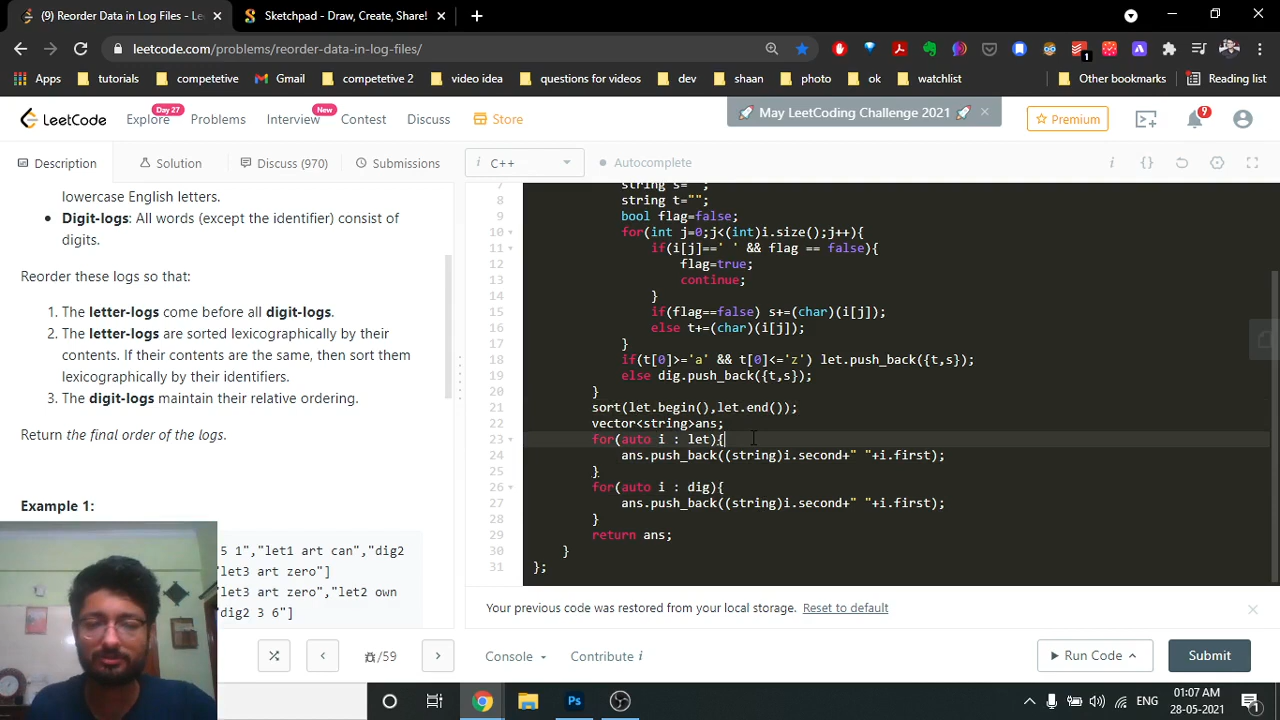 (9) Reorder Data in Log Files - Le
Sketchpad - Draw, Create, Share!
leetcode.com/problems/reorder-data-in-log-files/
1
Apps tutorials competetive Gmail competetive 2 video idea questions for videos dev shaan photo ok watchlist Other bookmarks Reading list
LeetCode Explore Day 27 Problems Interview New Contest Discuss Store
🚀 May LeetCoding Challenge 2021 🚀
Premium
9
Description Solution Discuss (970) Submissions
i C++ Autocomplete
lowercase English letters.
• Digit-logs: All words (except the identifier) consist of
digits.
Reorder these logs so that:
1. The letter-logs come before all digit-logs.
2. The letter-logs are sorted lexicographically by their
contents. If their contents are the same, then sort them
lexicographically by their identifiers.
3. The digit-logs maintain their relative ordering.
Return the final order of the logs.
Example 1:
5 1","let1 art can","dig2
"let3 art zero"]
let3 art zero","let2 own
"dig2 3 6"]
7 string s="";
8 string t="";
9 bool flag=false;
10 for(int j=0;j<(int)i.size();j++){
11 if(i[j]==' ' && flag == false){
12 flag=true;
13 continue;
14 }
15 if(flag==false) s+=(char)(i[j]);
16 else t+=(char)(i[j]);
17 }
18 if(t[0]>='a' && t[0]<='z') let.push_back({t,s});
19 else dig.push_back({t,s});
20 }
21 sort(let.begin(),let.end());
22 vector<string>ans;
23 for(auto i : let){
24 ans.push_back((string)i.second+" "+i.first);
25 }
26 for(auto i : dig){
27 ans.push_back((string)i.second+" "+i.first);
28 }
29 return ans;
30 }
31 };
Your previous code was restored from your local storage. Reset to default
/59
Console Contribute i
Run Code Submit
Ps
ENG
01:07 AM
28-05-2021
1